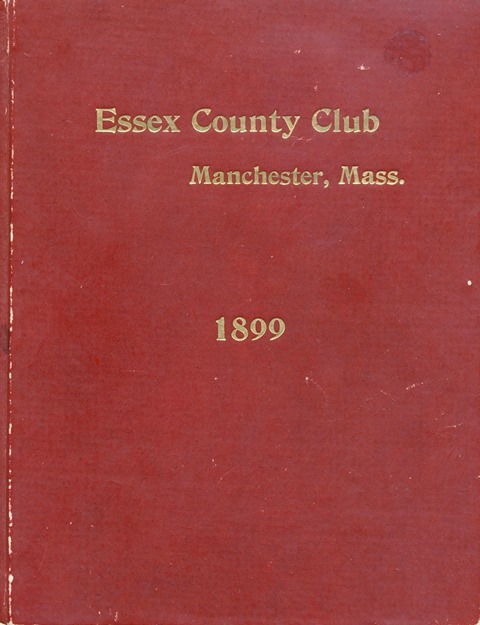 Essex County Club
Manchester, Mass.
1899